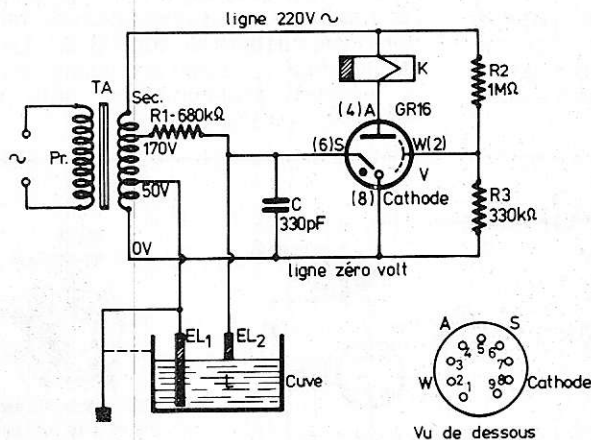 ligne 220V ∼
TA
Sec.
R1-680kΩ
170V
50V
0V
∼
Pr.
K
(4) A
GR16
(6) S
W(2)
V
(8) Cathode
R2
1MΩ
R3
330kΩ
C
330pF
ligne zéro volt
EL1
EL2
L
Cuve
A
S
4
5
6
3
7
W
2
8
Cathode
1
9
Vu de dessous